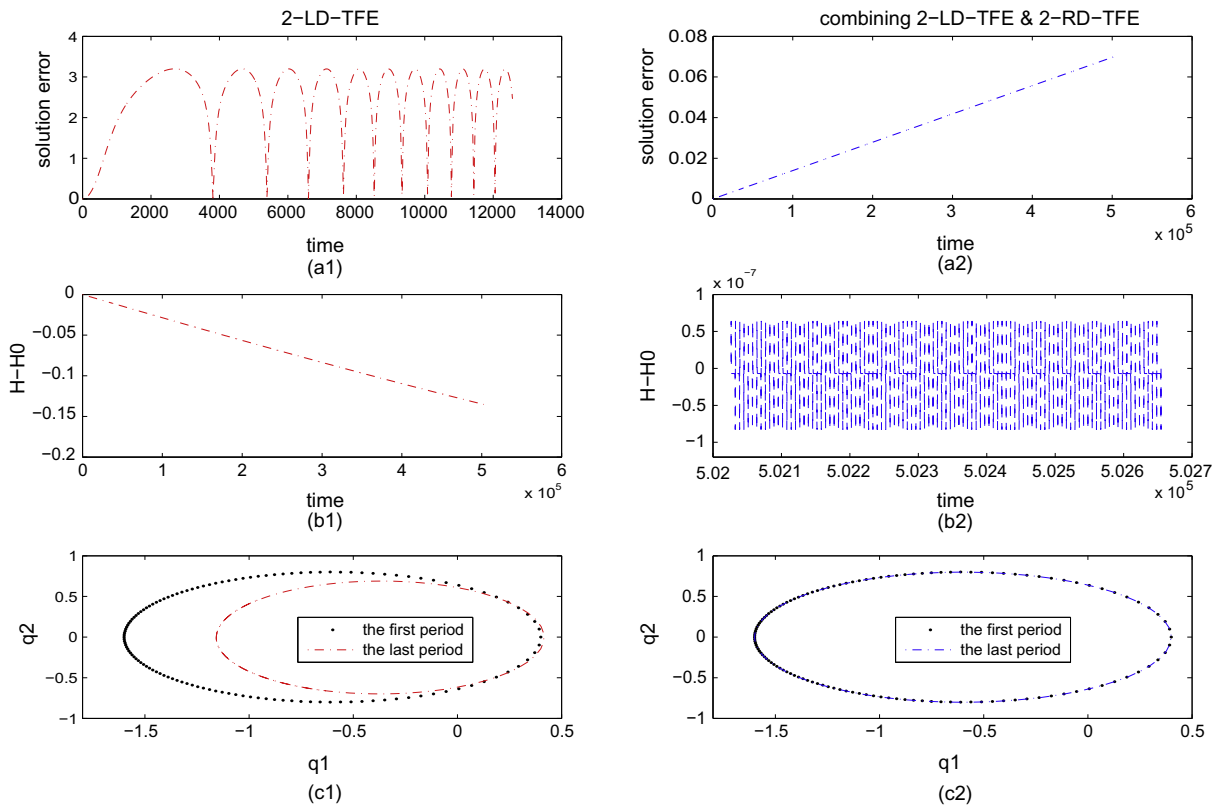 2−LD−TFE
solution error
4
3
2
1
0
0 2000 4000 6000 8000 10000 12000 14000
time
(a1)
combining 2−LD−TFE & 2−RD−TFE
solution error
0.08
0.06
0.04
0.02
0
0 1 2 3 4 5 6
x 10^5
time
(a2)
H−H0
0
−0.05
−0.1
−0.15
−0.2
0 1 2 3 4 5 6
x 10^5
time
(b1)
x 10^−7
H−H0
1
0.5
0
−0.5
−1
5.02 5.021 5.022 5.023 5.024 5.025 5.026 5.027
x 10^5
time
(b2)
q2
1
0.5
0
−0.5
−1
the first period
the last period
−1.5 −1 −0.5 0 0.5
q1
(c1)
q2
1
0.5
0
−0.5
−1
the first period
the last period
−1.5 −1 −0.5 0 0.5
q1
(c2)